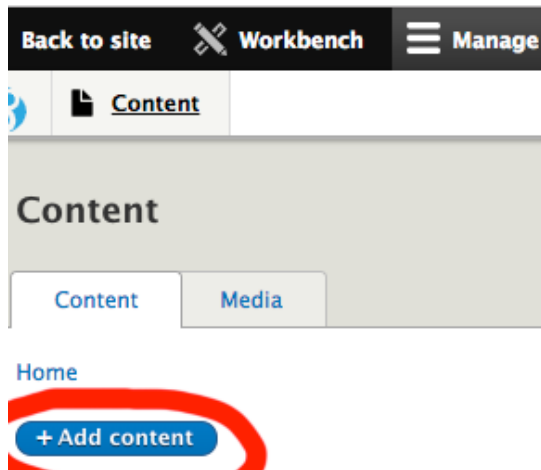 Back to site Workbench Manage
Content
Content
Content Media
Home
+ Add content